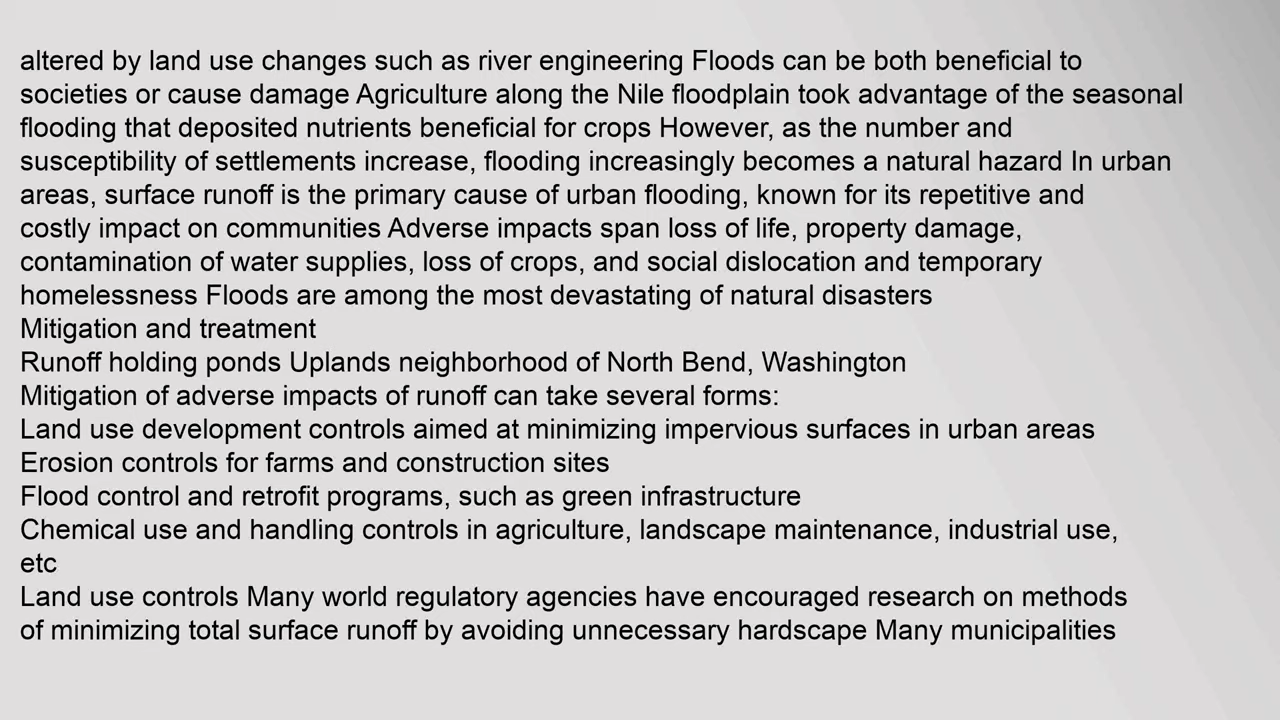 altered by land use changes such as river engineering Floods can be both beneficial to
societies or cause damage Agriculture along the Nile floodplain took advantage of the seasonal
flooding that deposited nutrients beneficial for crops However, as the number and
susceptibility of settlements increase, flooding increasingly becomes a natural hazard In urban
areas, surface runoff is the primary cause of urban flooding, known for its repetitive and
costly impact on communities Adverse impacts span loss of life, property damage,
contamination of water supplies, loss of crops, and social dislocation and temporary
homelessness Floods are among the most devastating of natural disasters
Mitigation and treatment
Runoff holding ponds Uplands neighborhood of North Bend, Washington
Mitigation of adverse impacts of runoff can take several forms:
Land use development controls aimed at minimizing impervious surfaces in urban areas
Erosion controls for farms and construction sites
Flood control and retrofit programs, such as green infrastructure
Chemical use and handling controls in agriculture, landscape maintenance, industrial use,
etc
Land use controls Many world regulatory agencies have encouraged research on methods
of minimizing total surface runoff by avoiding unnecessary hardscape Many municipalities